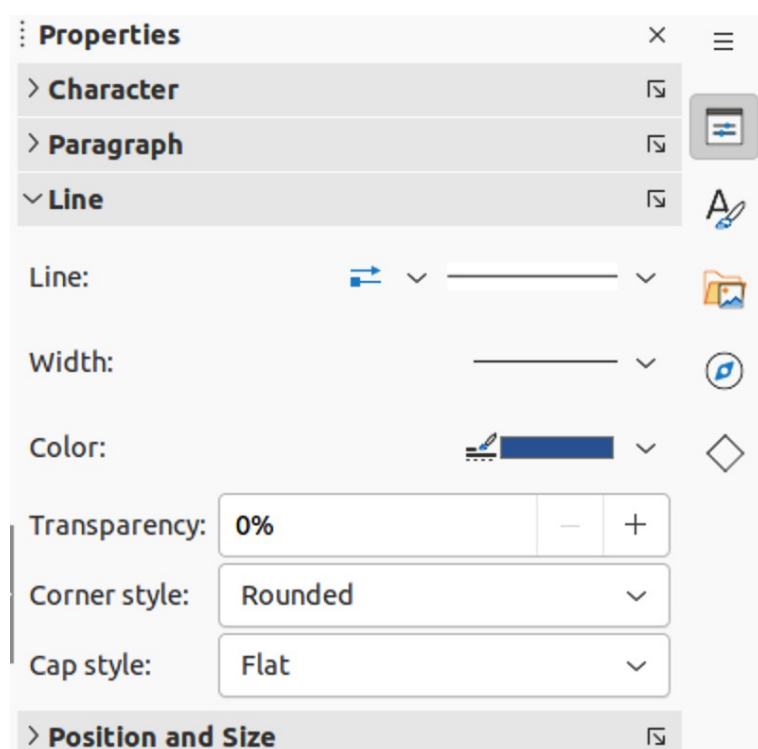 Properties
Character
Paragraph
Line
Line:
Width:
Color:
Transparency: 0%
Corner style: Rounded
Cap style: Flat
Position and Size